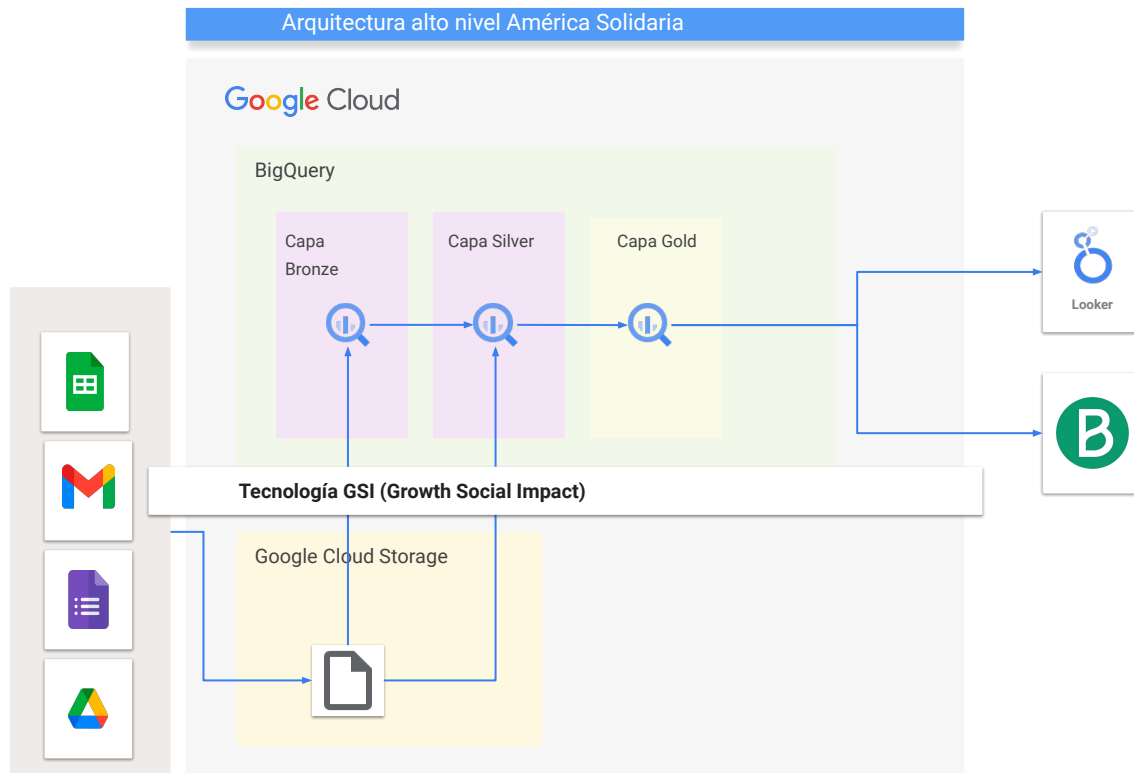 Arquitectura alto nivel América Solidaria
Google Cloud
BigQuery
Capa
Bronze
Capa Silver
Capa Gold
Looker
B
Tecnología GSI (Growth Social Impact)
Google Cloud Storage